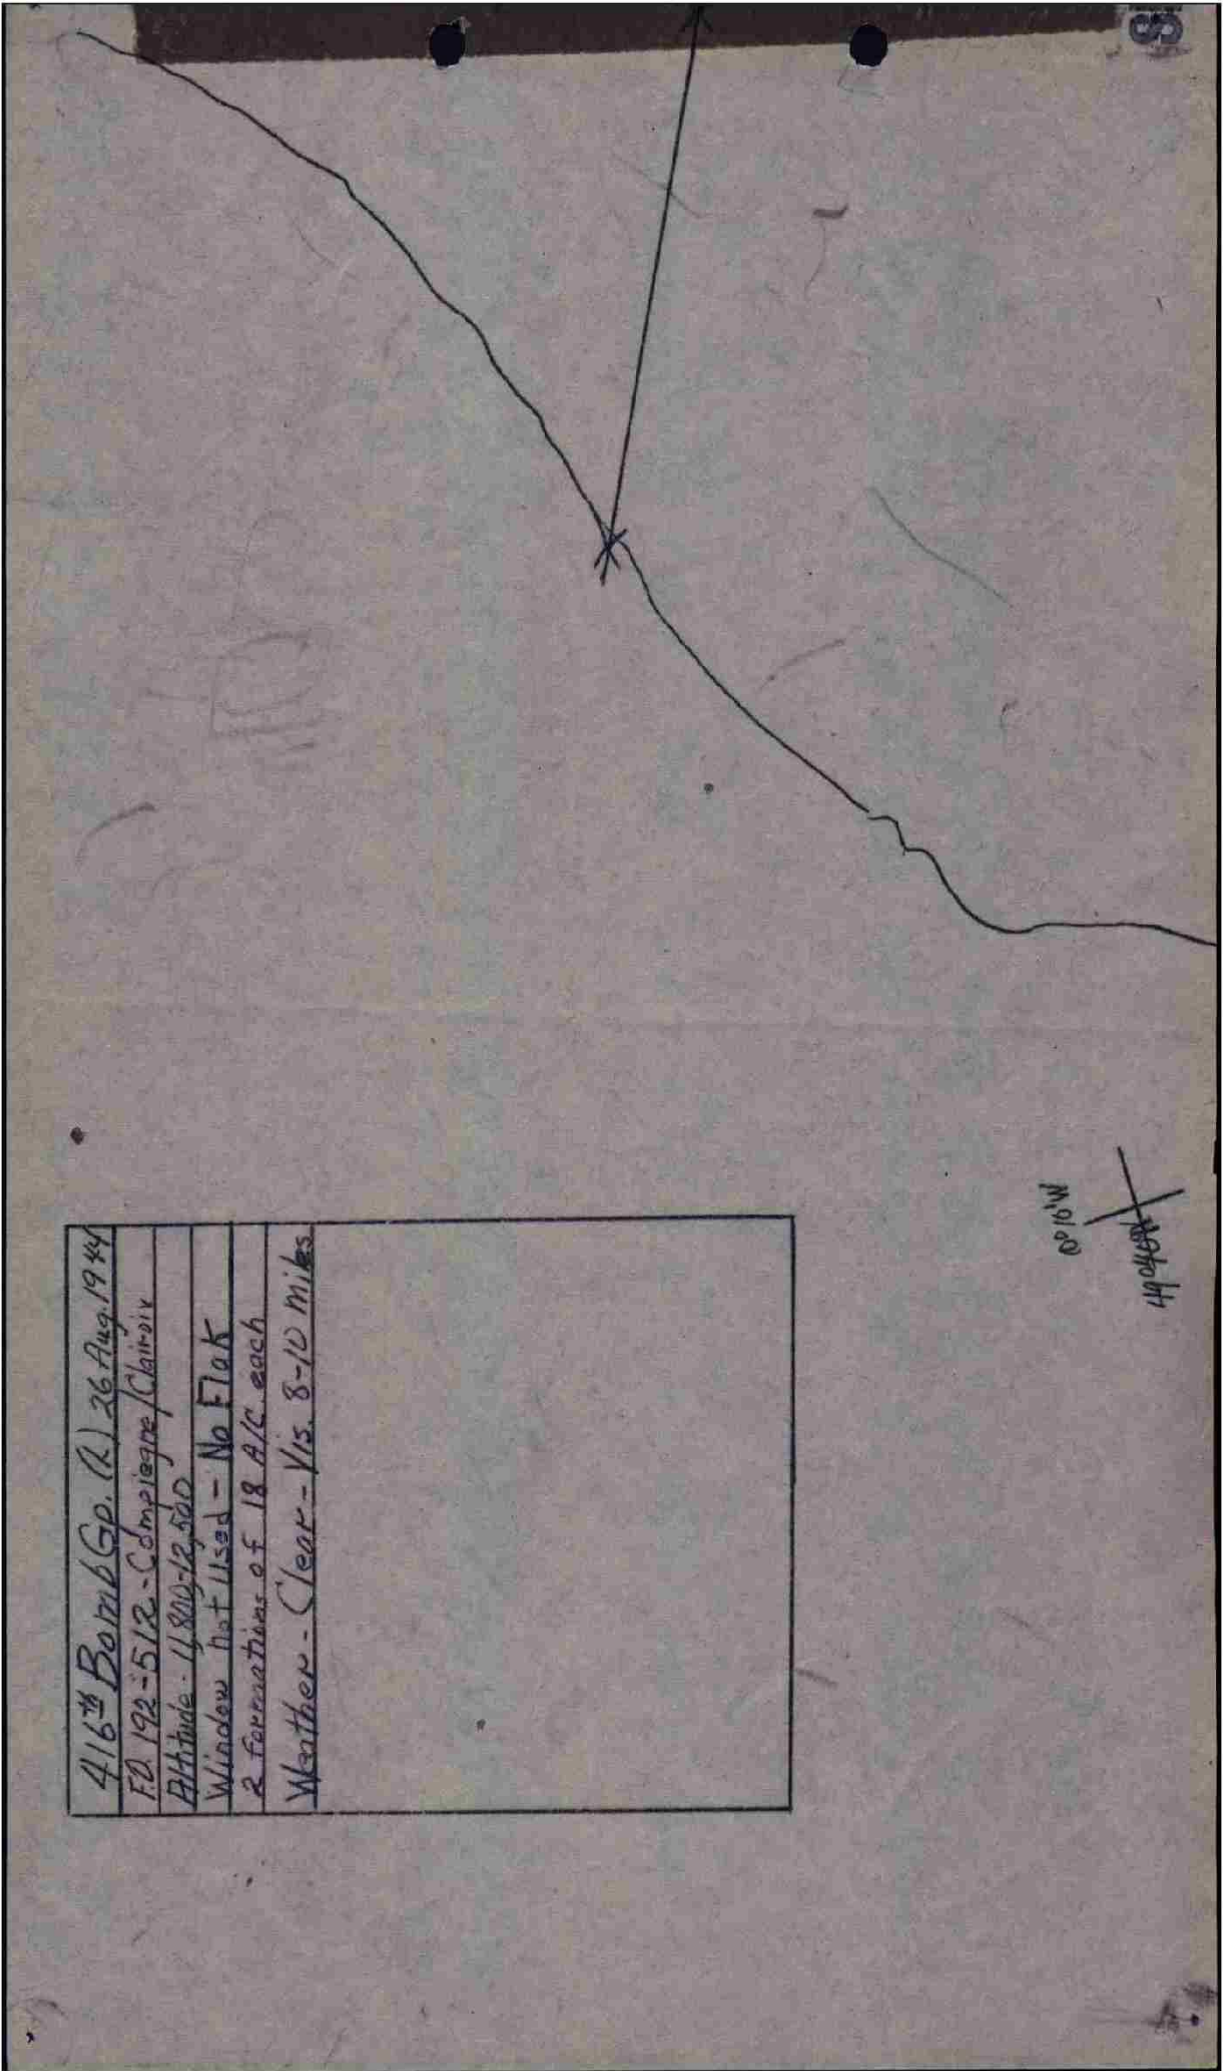 416th Bomb Gp. (L) 26 Aug. 1944
F.O. 192-512-Compiegne/Clairoix
Altitude - 11,800-12,500
Window not used - No Flak
2 formations of 18 A/C each
Weather - Clear - Vis. 8-10 miles
0°10'W